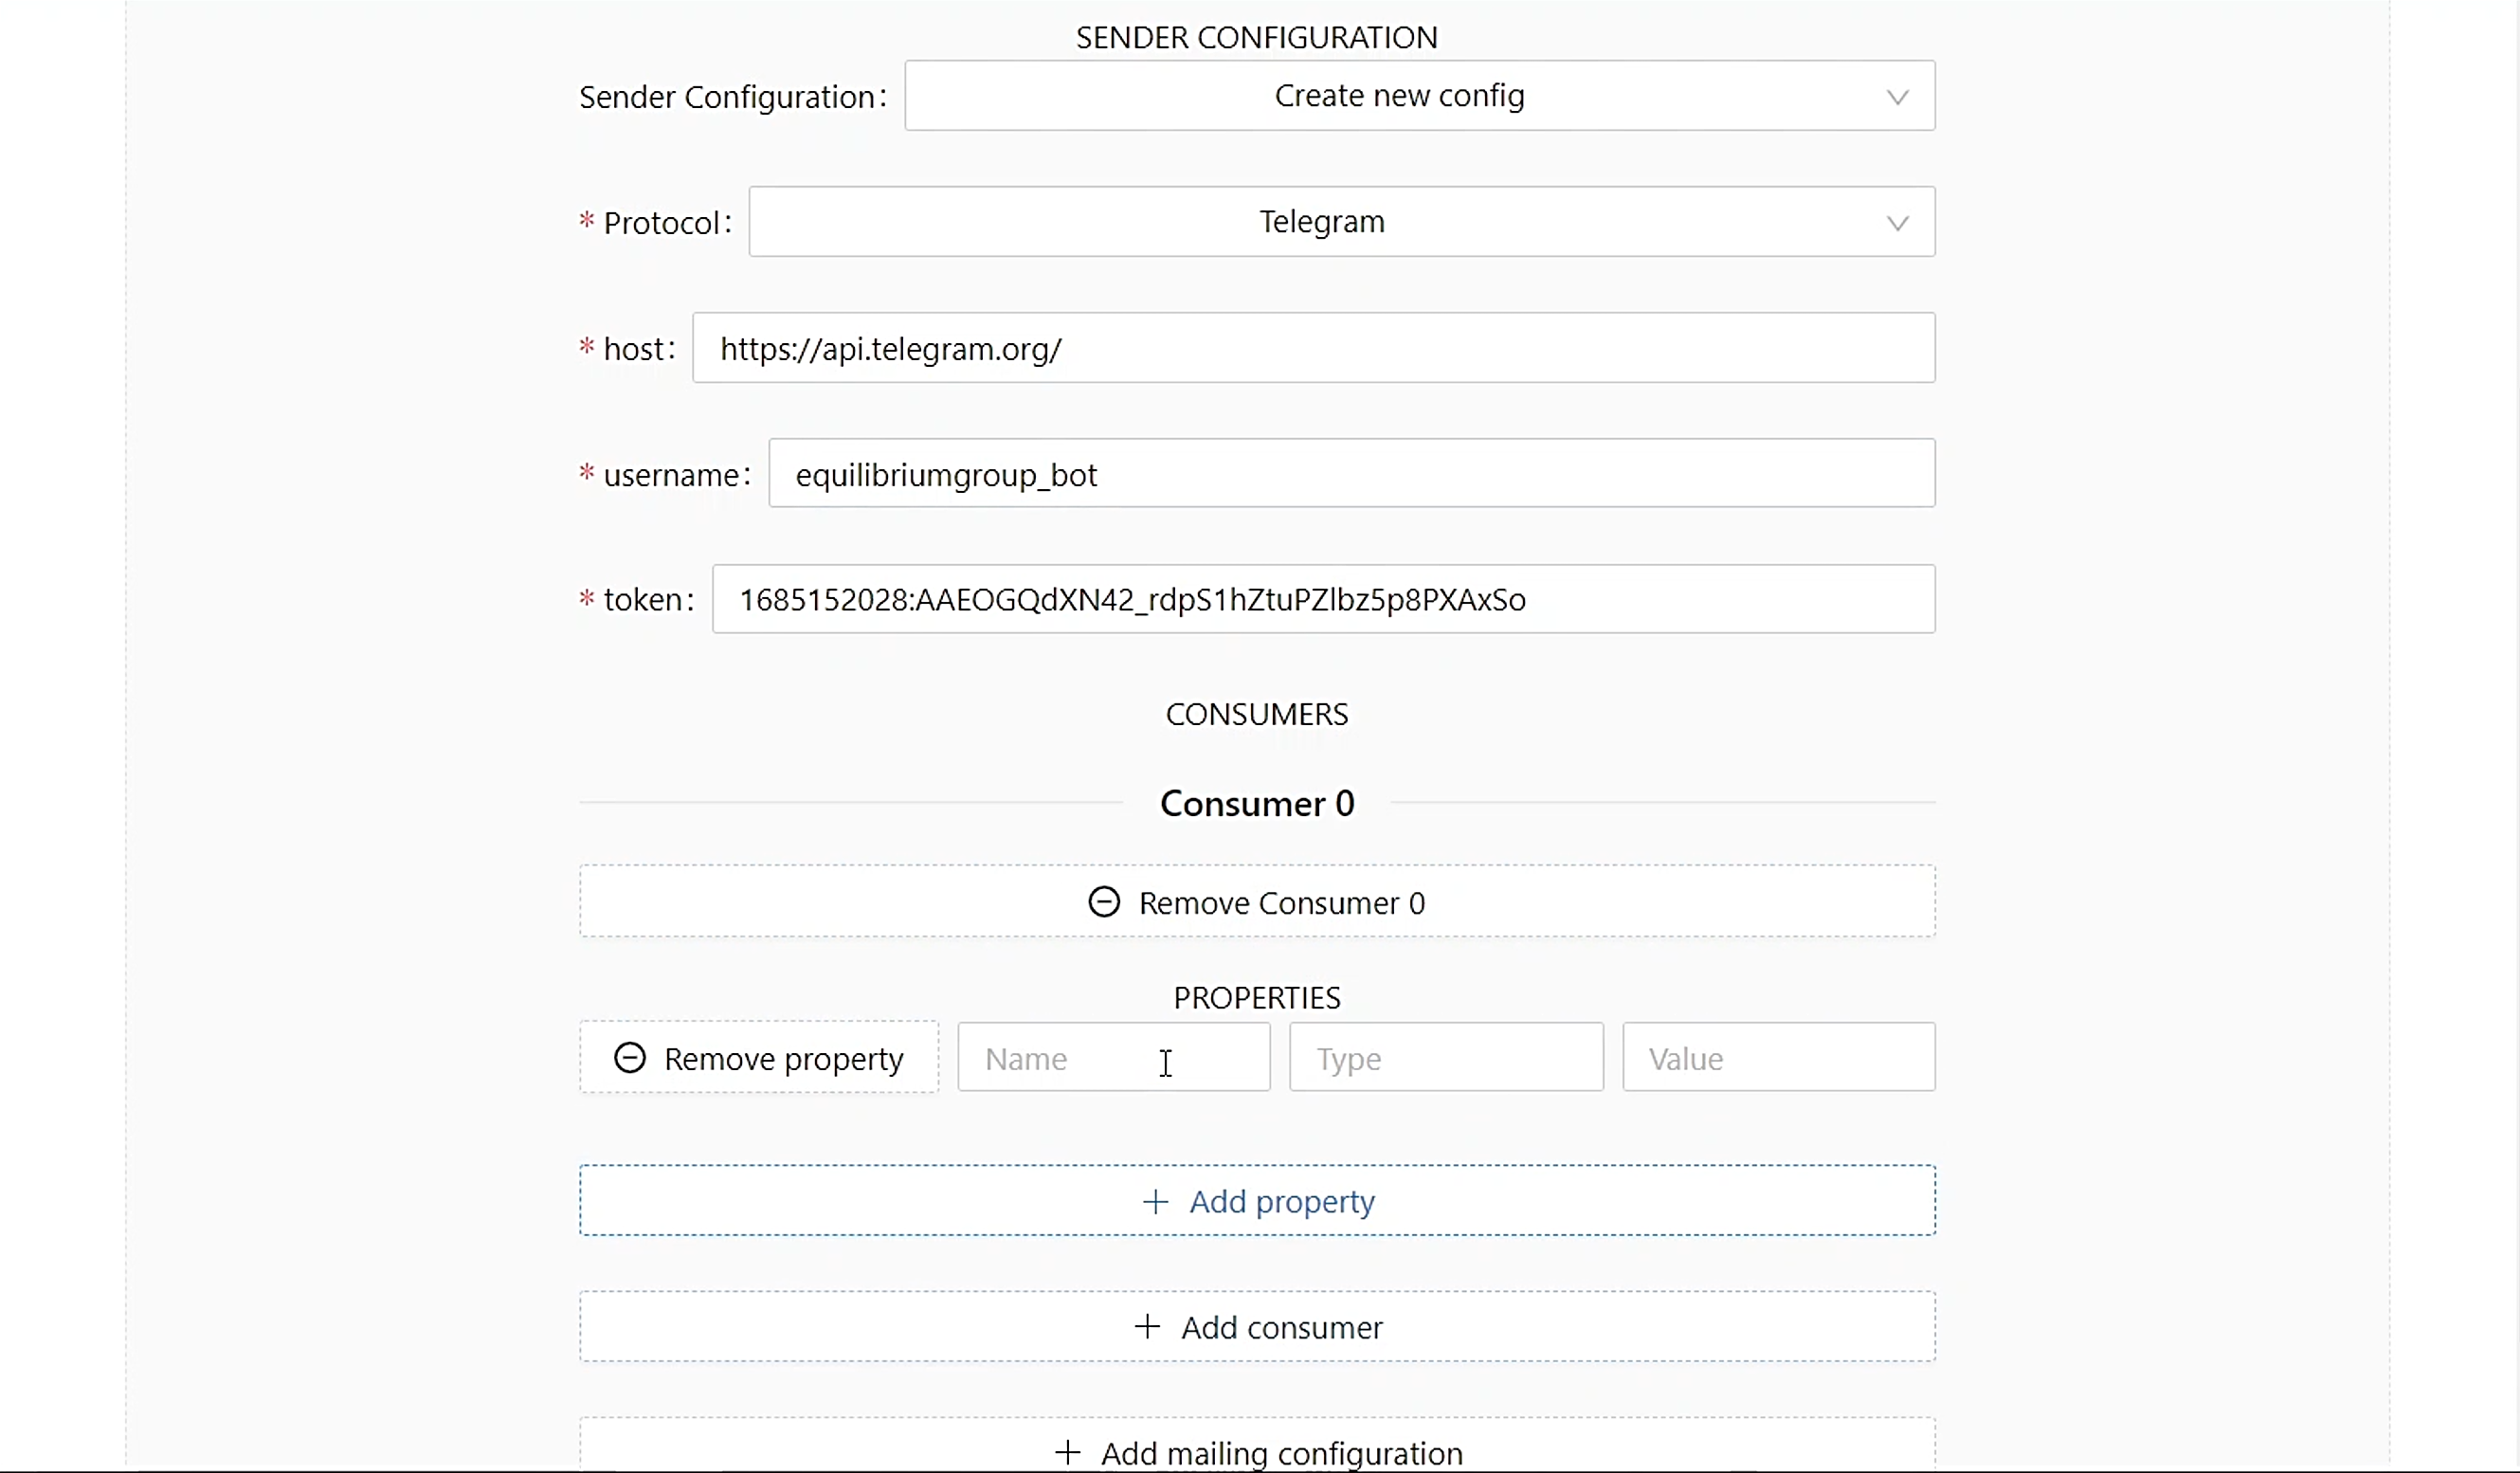 SENDER CONFIGURATION
Sender Configuration: Create new config
* Protocol: Telegram
* host: https://api.telegram.org/
* username: equilibriumgroup_bot
* token: 1685152028:AAEOGQdXN42_rdpS1hZtuPZlbz5p8PXAxSo
CONSUMERS
Consumer 0
Remove Consumer 0
PROPERTIES
Remove property Name Type Value
+ Add property
+ Add consumer
+ Add mailing configuration